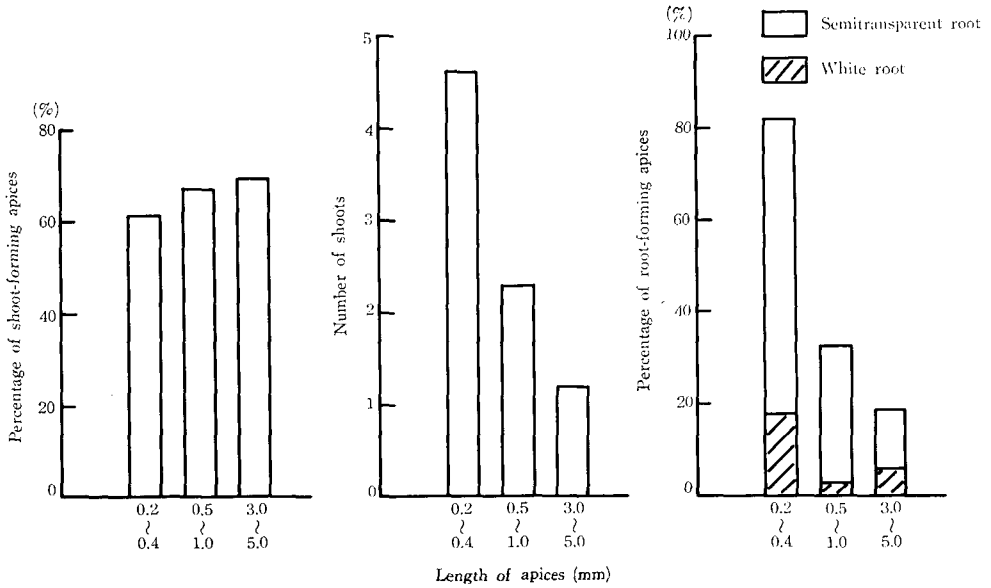 (%)
80
60
40
20
0
Percentage of shoot-forming apices
0.2 ~ 0.4
0.5 ~ 1.0
3.0 ~ 5.0
5
4
3
2
1
0
Number of shoots
0.2 ~ 0.4
0.5 ~ 1.0
3.0 ~ 5.0
Length of apices (mm)
(%)
100
80
60
40
20
0
Percentage of root-forming apices
0.2 ~ 0.4
0.5 ~ 1.0
3.0 ~ 5.0
Semitransparent root
White root